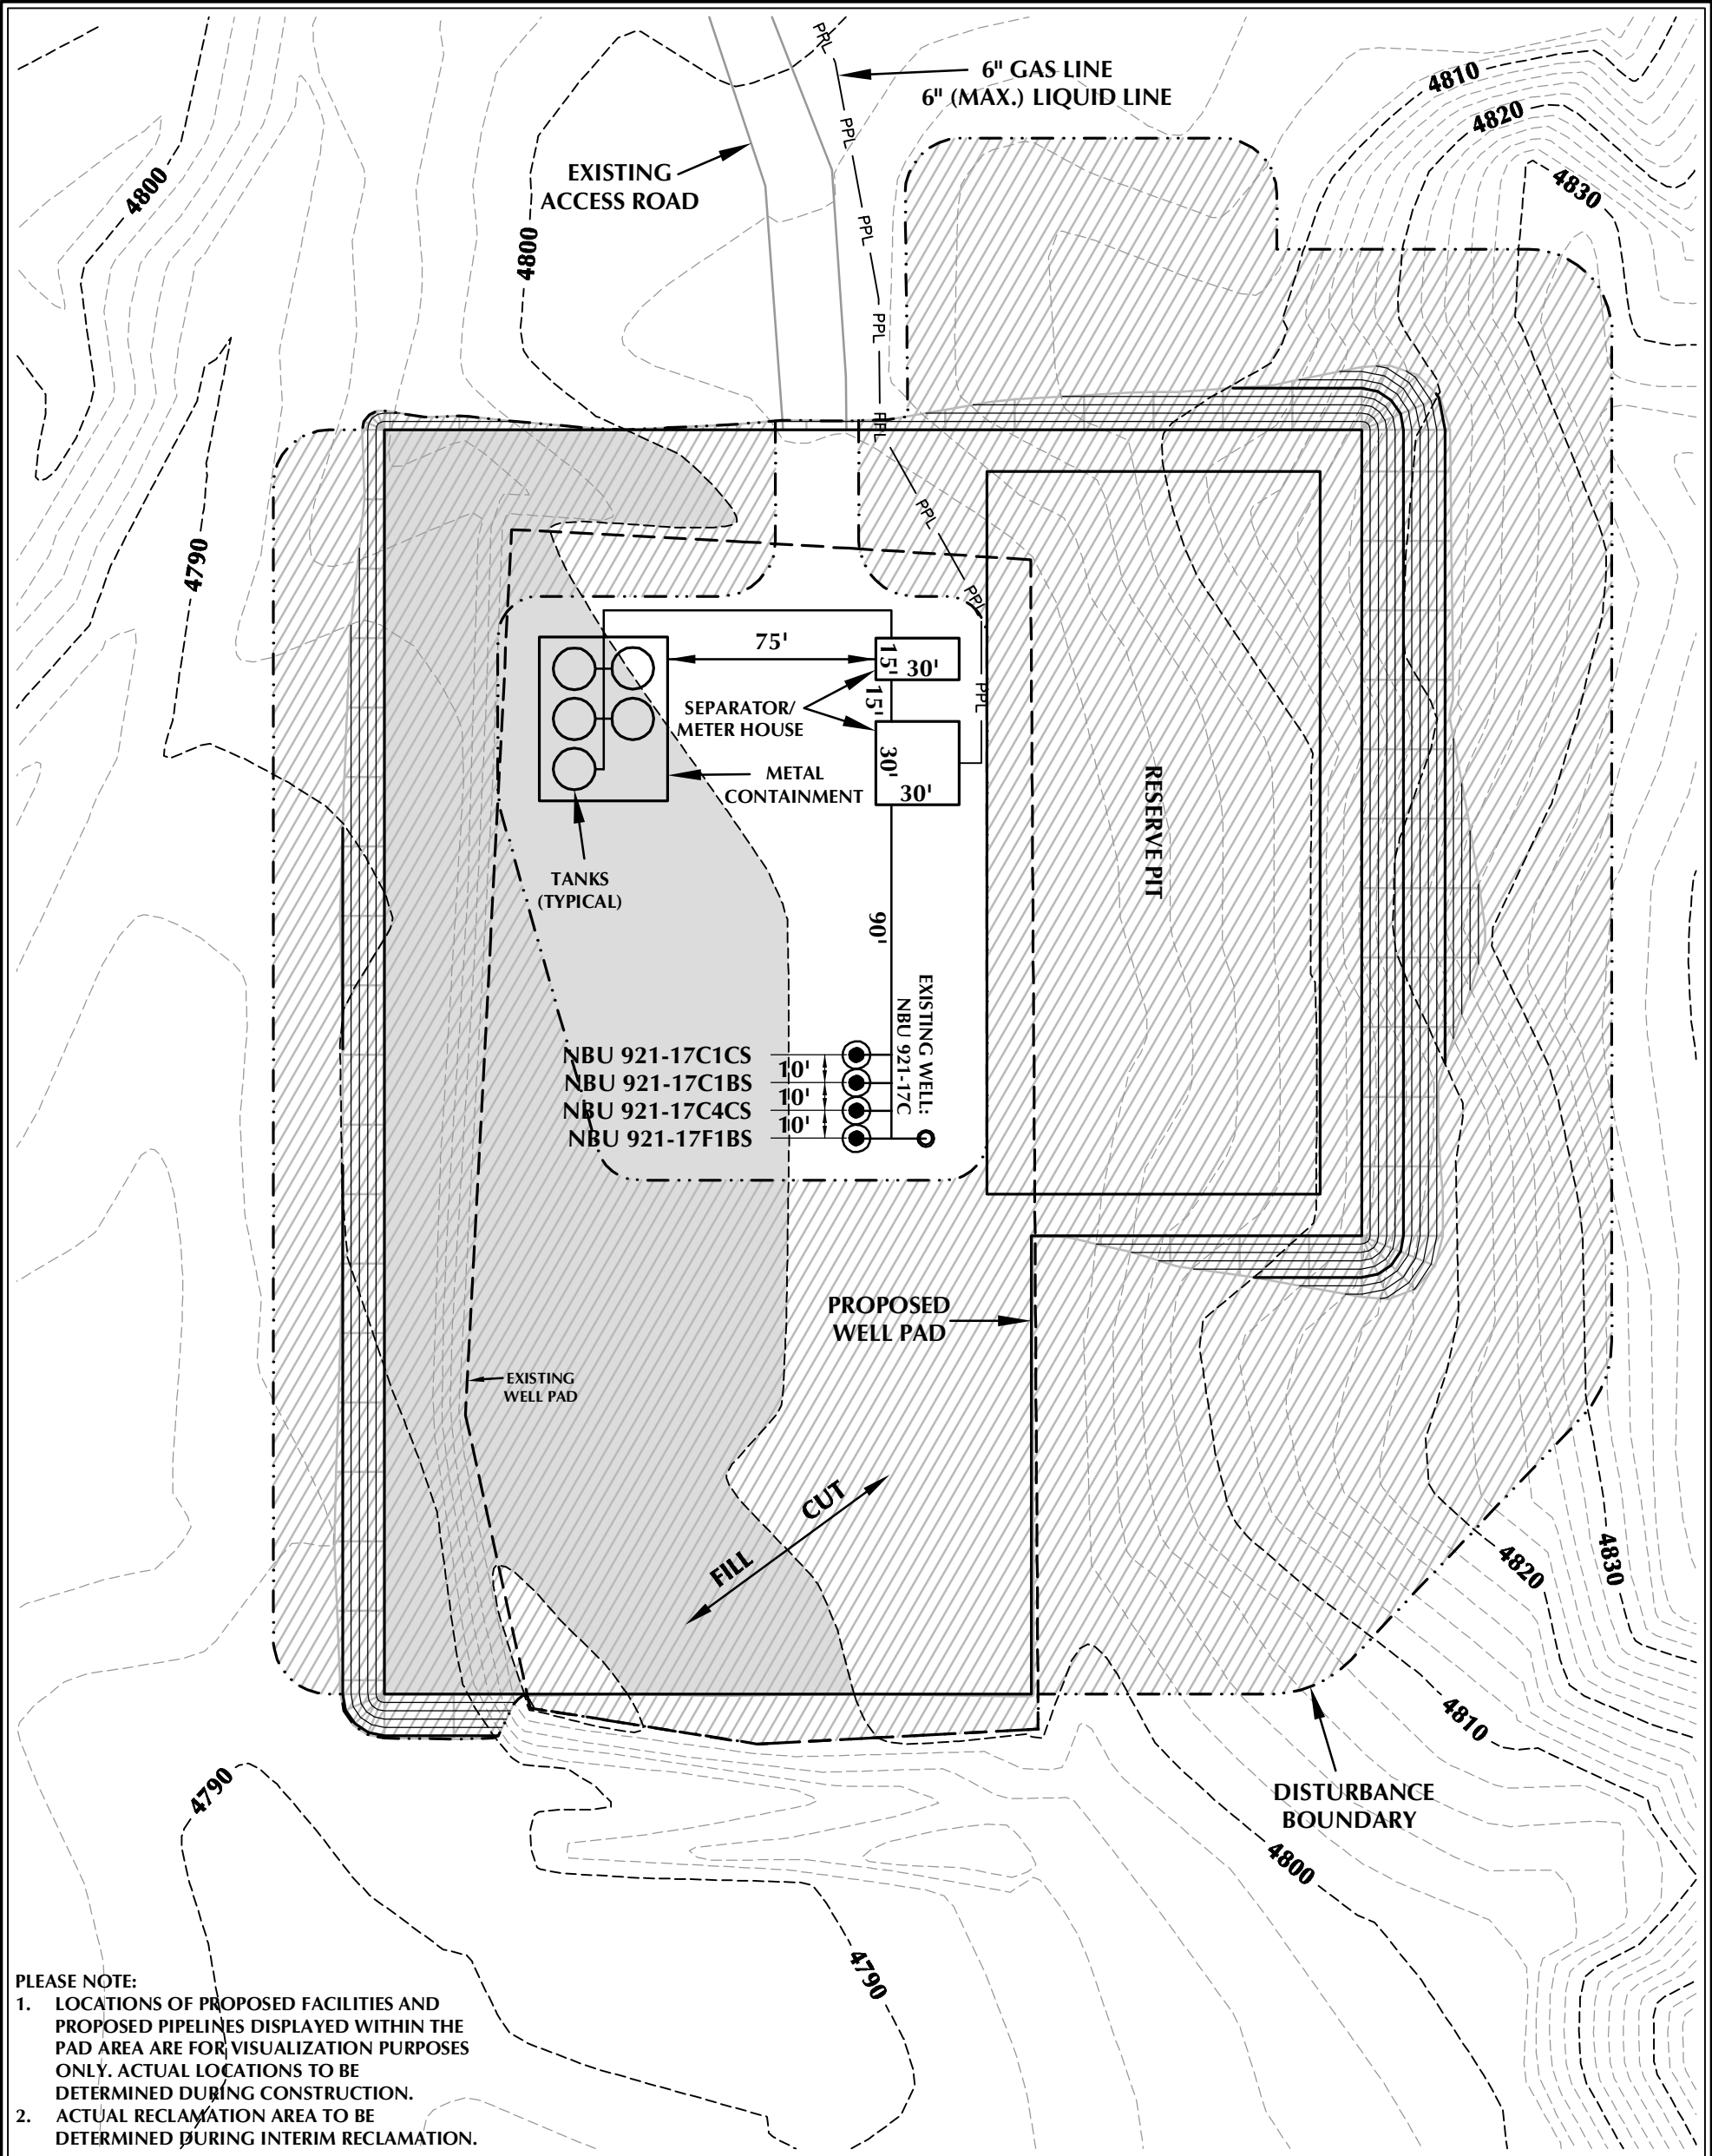 6" GAS LINE
6" (MAX.) LIQUID LINE
PPL
PPL
PPL
PPL
PPL
PPL
PPL
PPL
EXISTING
ACCESS ROAD
4810
4820
4830
4800
4800
4790
75'
15'
30'
15'
30'
30'
SEPARATOR/
METER HOUSE
METAL
CONTAINMENT
TANKS
(TYPICAL)
RESERVE PIT
90'
EXISTING WELL:
NBU 921-17C
NBU 921-17C1CS
10'
NBU 921-17C1BS
10'
NBU 921-17C4CS
10'
NBU 921-17F1BS
PROPOSED
WELL PAD
EXISTING
WELL PAD
CUT
FILL
4820
4830
4810
4800
4790
4790
DISTURBANCE
BOUNDARY
PLEASE NOTE:
1. LOCATIONS OF PROPOSED FACILITIES AND
PROPOSED PIPELINES DISPLAYED WITHIN THE
PAD AREA ARE FOR VISUALIZATION PURPOSES
ONLY. ACTUAL LOCATIONS TO BE
DETERMINED DURING CONSTRUCTION.
2. ACTUAL RECLAMATION AREA TO BE
DETERMINED DURING INTERIM RECLAMATION.